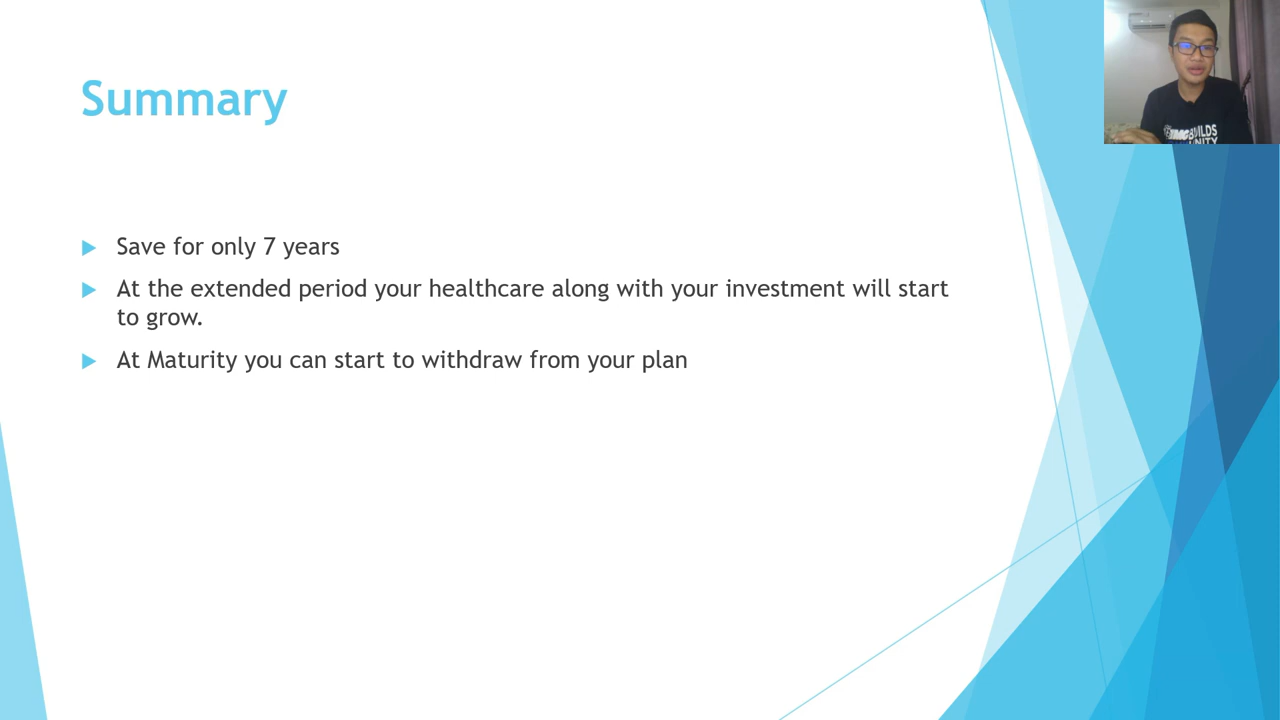 Summary
Save for only 7 years
At the extended period your healthcare along with your investment will start
to grow.
At Maturity you can start to withdraw from your plan
BUILDS